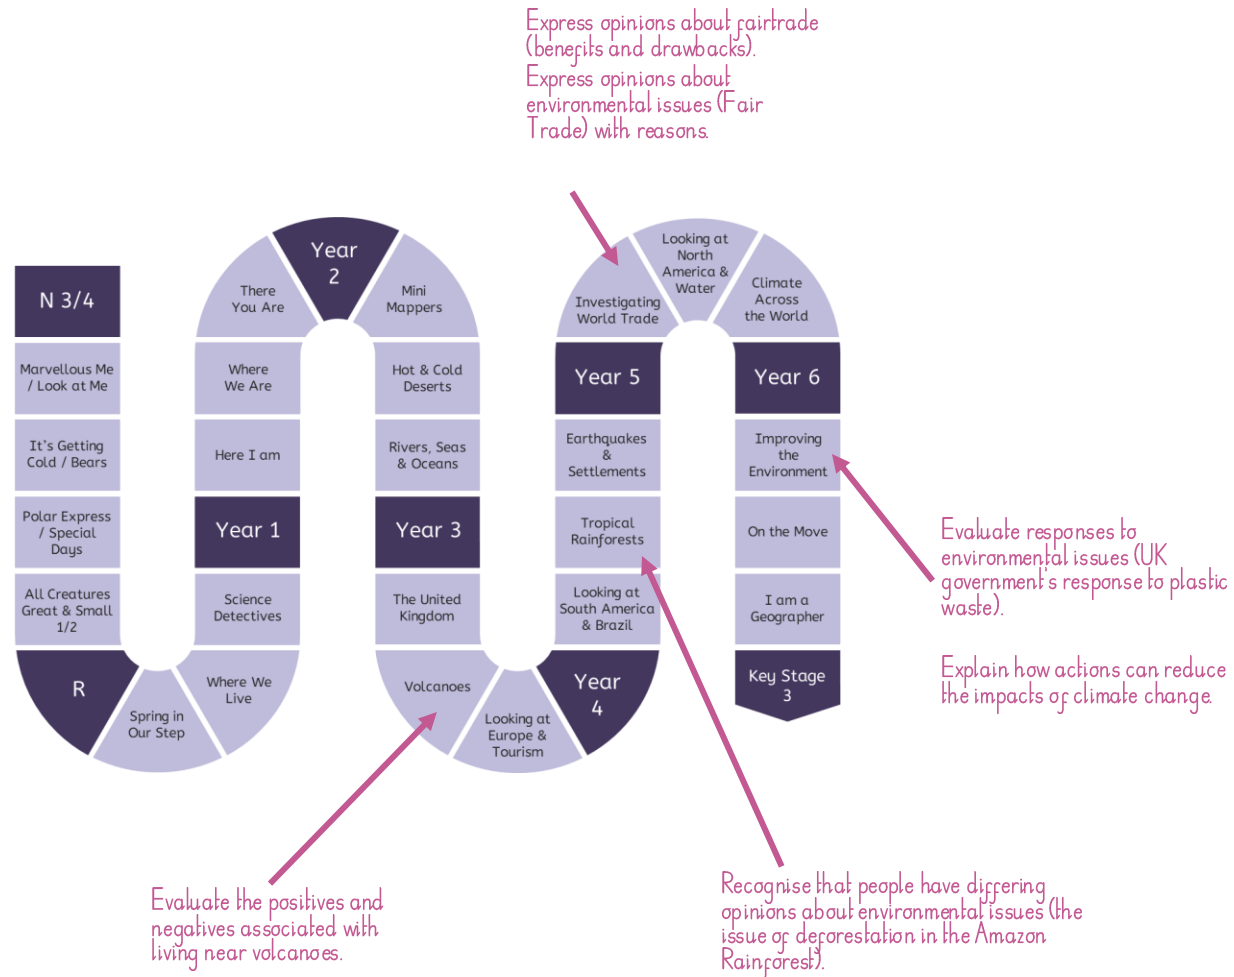 Express opinions about fairtrade
(benefits and drawbacks).
Express opinions about
environmental issues (Fair
Trade) with reasons.
N 3/4
Marvellous Me
/ Look at Me
It's Getting
Cold / Bears
Polar Express
/ Special
Days
All Creatures
Great & Small
1/2
R
Spring in
Our Step
Where We
Live
Science
Detectives
Year 1
Here I am
Where
We Are
There
You Are
Year
2
Mini
Mappers
Hot & Cold
Deserts
Rivers, Seas
& Oceans
Year 3
The United
Kingdom
Volcanoes
Looking at
Europe &
Tourism
Year
4
Looking at
South America
& Brazil
Tropical
Rainforests
Earthquakes
&
Settlements
Year 5
Investigating
World Trade
Looking at
North
America &
Water
Climate
Across
the World
Year 6
Improving
the
Environment
On the Move
I am a
Geographer
Key Stage
3
Evaluate responses to
environmental issues (UK
government's response to plastic
waste).
Explain how actions can reduce
the impacts of climate change.
Evaluate the positives and
negatives associated with
living near volcanoes.
Recognise that people have differing
opinions about environmental issues (the
issue of deforestation in the Amazon
Rainforest).